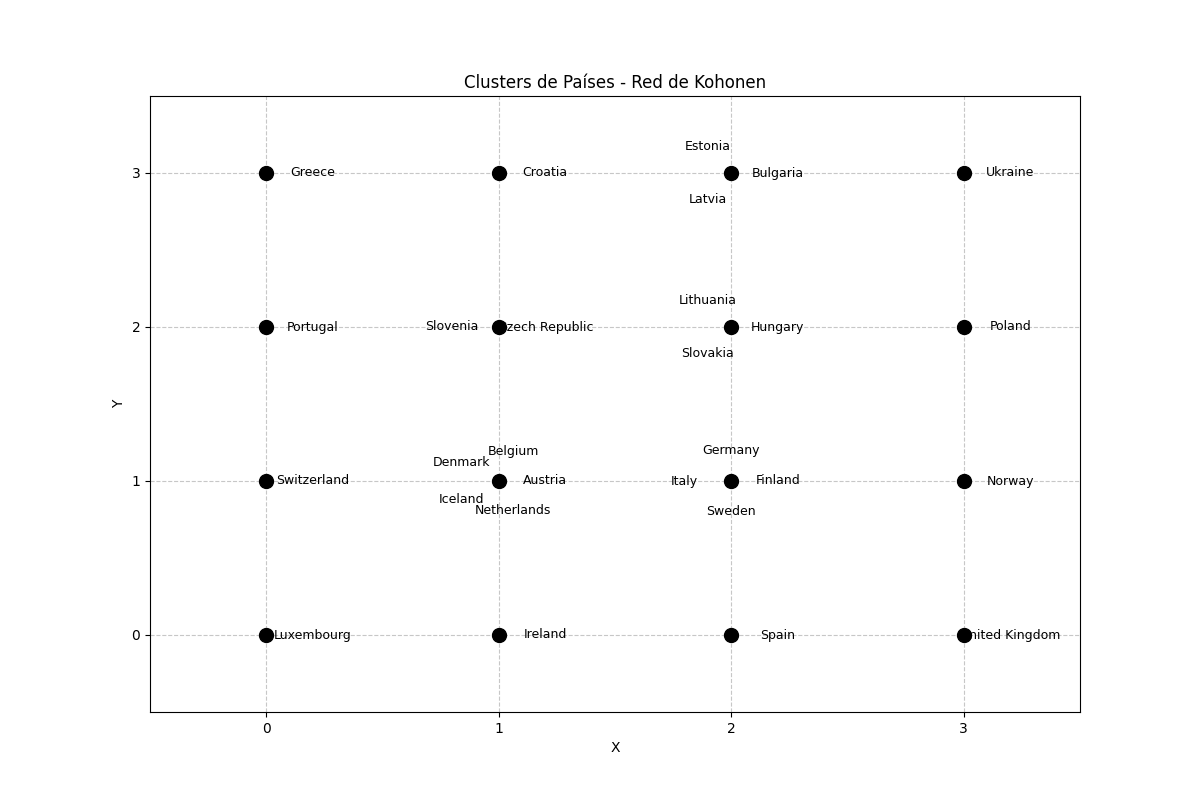 Clusters de Países - Red de Kohonen
Estonia
3 Greece Croatia Bulgaria Ukraine
Latvia
Lithuania
2 Portugal Slovenia zech Republic Hungary Poland
Slovakia
Y
Belgium Germany
Denmark
1 Switzerland Austria Italy Finland Norway
Iceland
Netherlands Sweden
0 Luxembourg Ireland Spain nited Kingdom
0 1 2 3
X